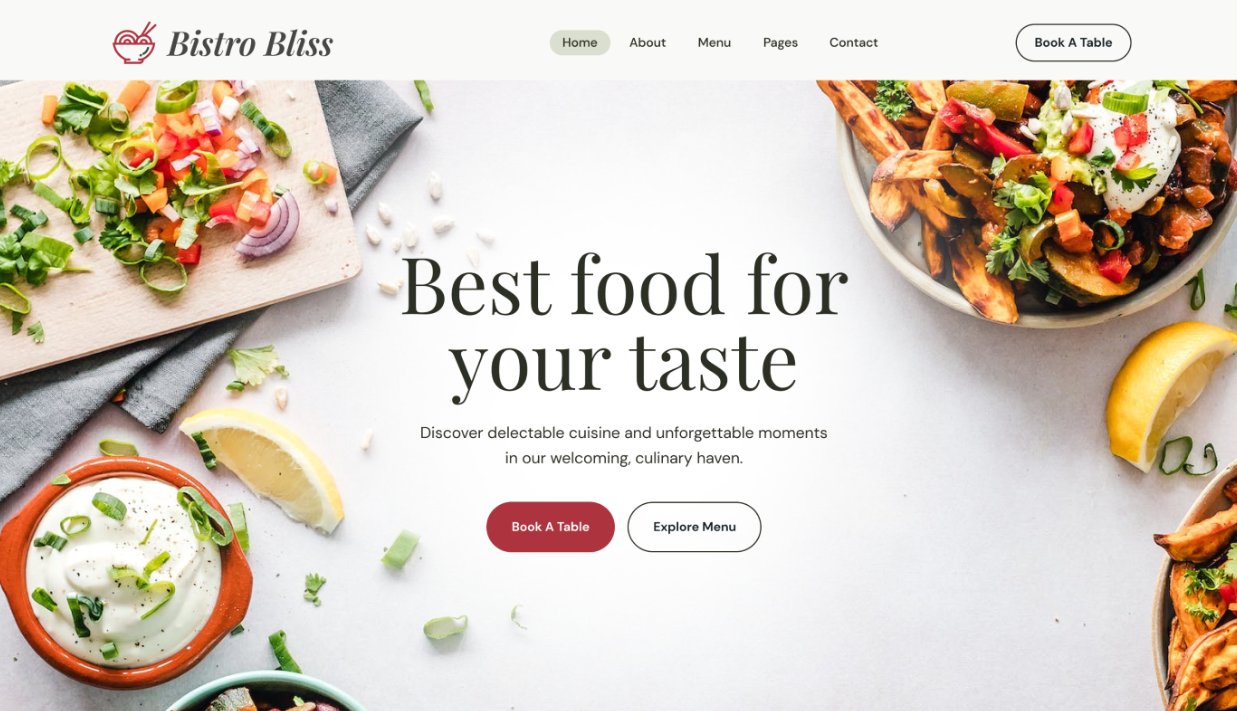 Bistro Bliss
Home
About
Menu
Pages
Contact
Book A Table
Best food for
your taste
Discover delectable cuisine and unforgettable moments
in our welcoming, culinary haven.
Book A Table
Explore Menu